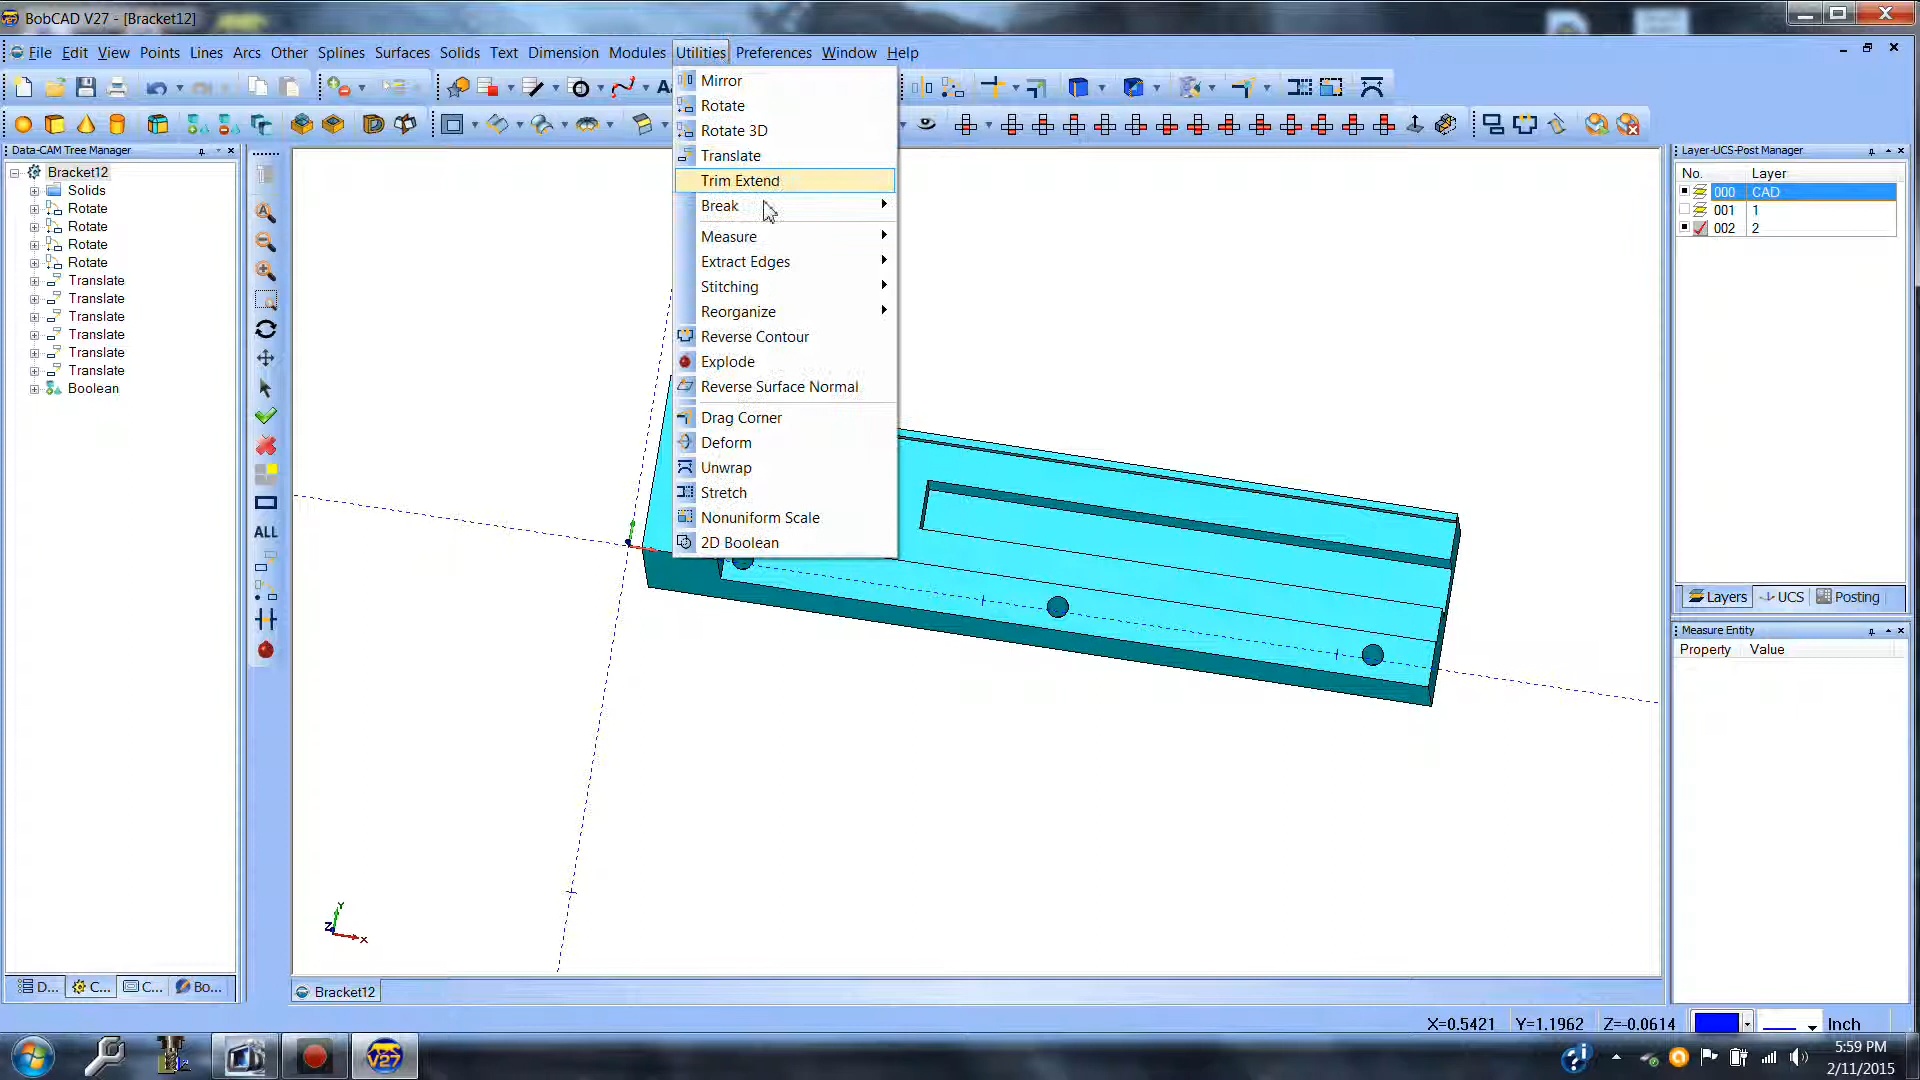 BobCAD V27 - [Bracket12]
File Edit View Points Lines Arcs Other Splines Surfaces Solids Text Dimension Modules Utilities Preferences Window Help
Data-CAM Tree Manager
Bracket12
Solids
Rotate
Rotate
Rotate
Rotate
Translate
Translate
Translate
Translate
Translate
Translate
Boolean
ALL
Mirror
Rotate
Rotate 3D
Translate
Trim Extend
Break
Measure
Extract Edges
Stitching
Reorganize
Reverse Contour
Explode
Reverse Surface Normal
Drag Corner
Deform
Unwrap
Stretch
Nonuniform Scale
2D Boolean
Y
Z
X
Layer-UCS-Post Manager
No. Layer
000 CAD
001 1
002 2
Layers UCS Posting
Measure Entity
Property Value
D... C... C... Bo...
Bracket12
X=0.5421 Y=1.1962 Z=-0.0614 Inch
V27
5:59 PM
2/11/2015